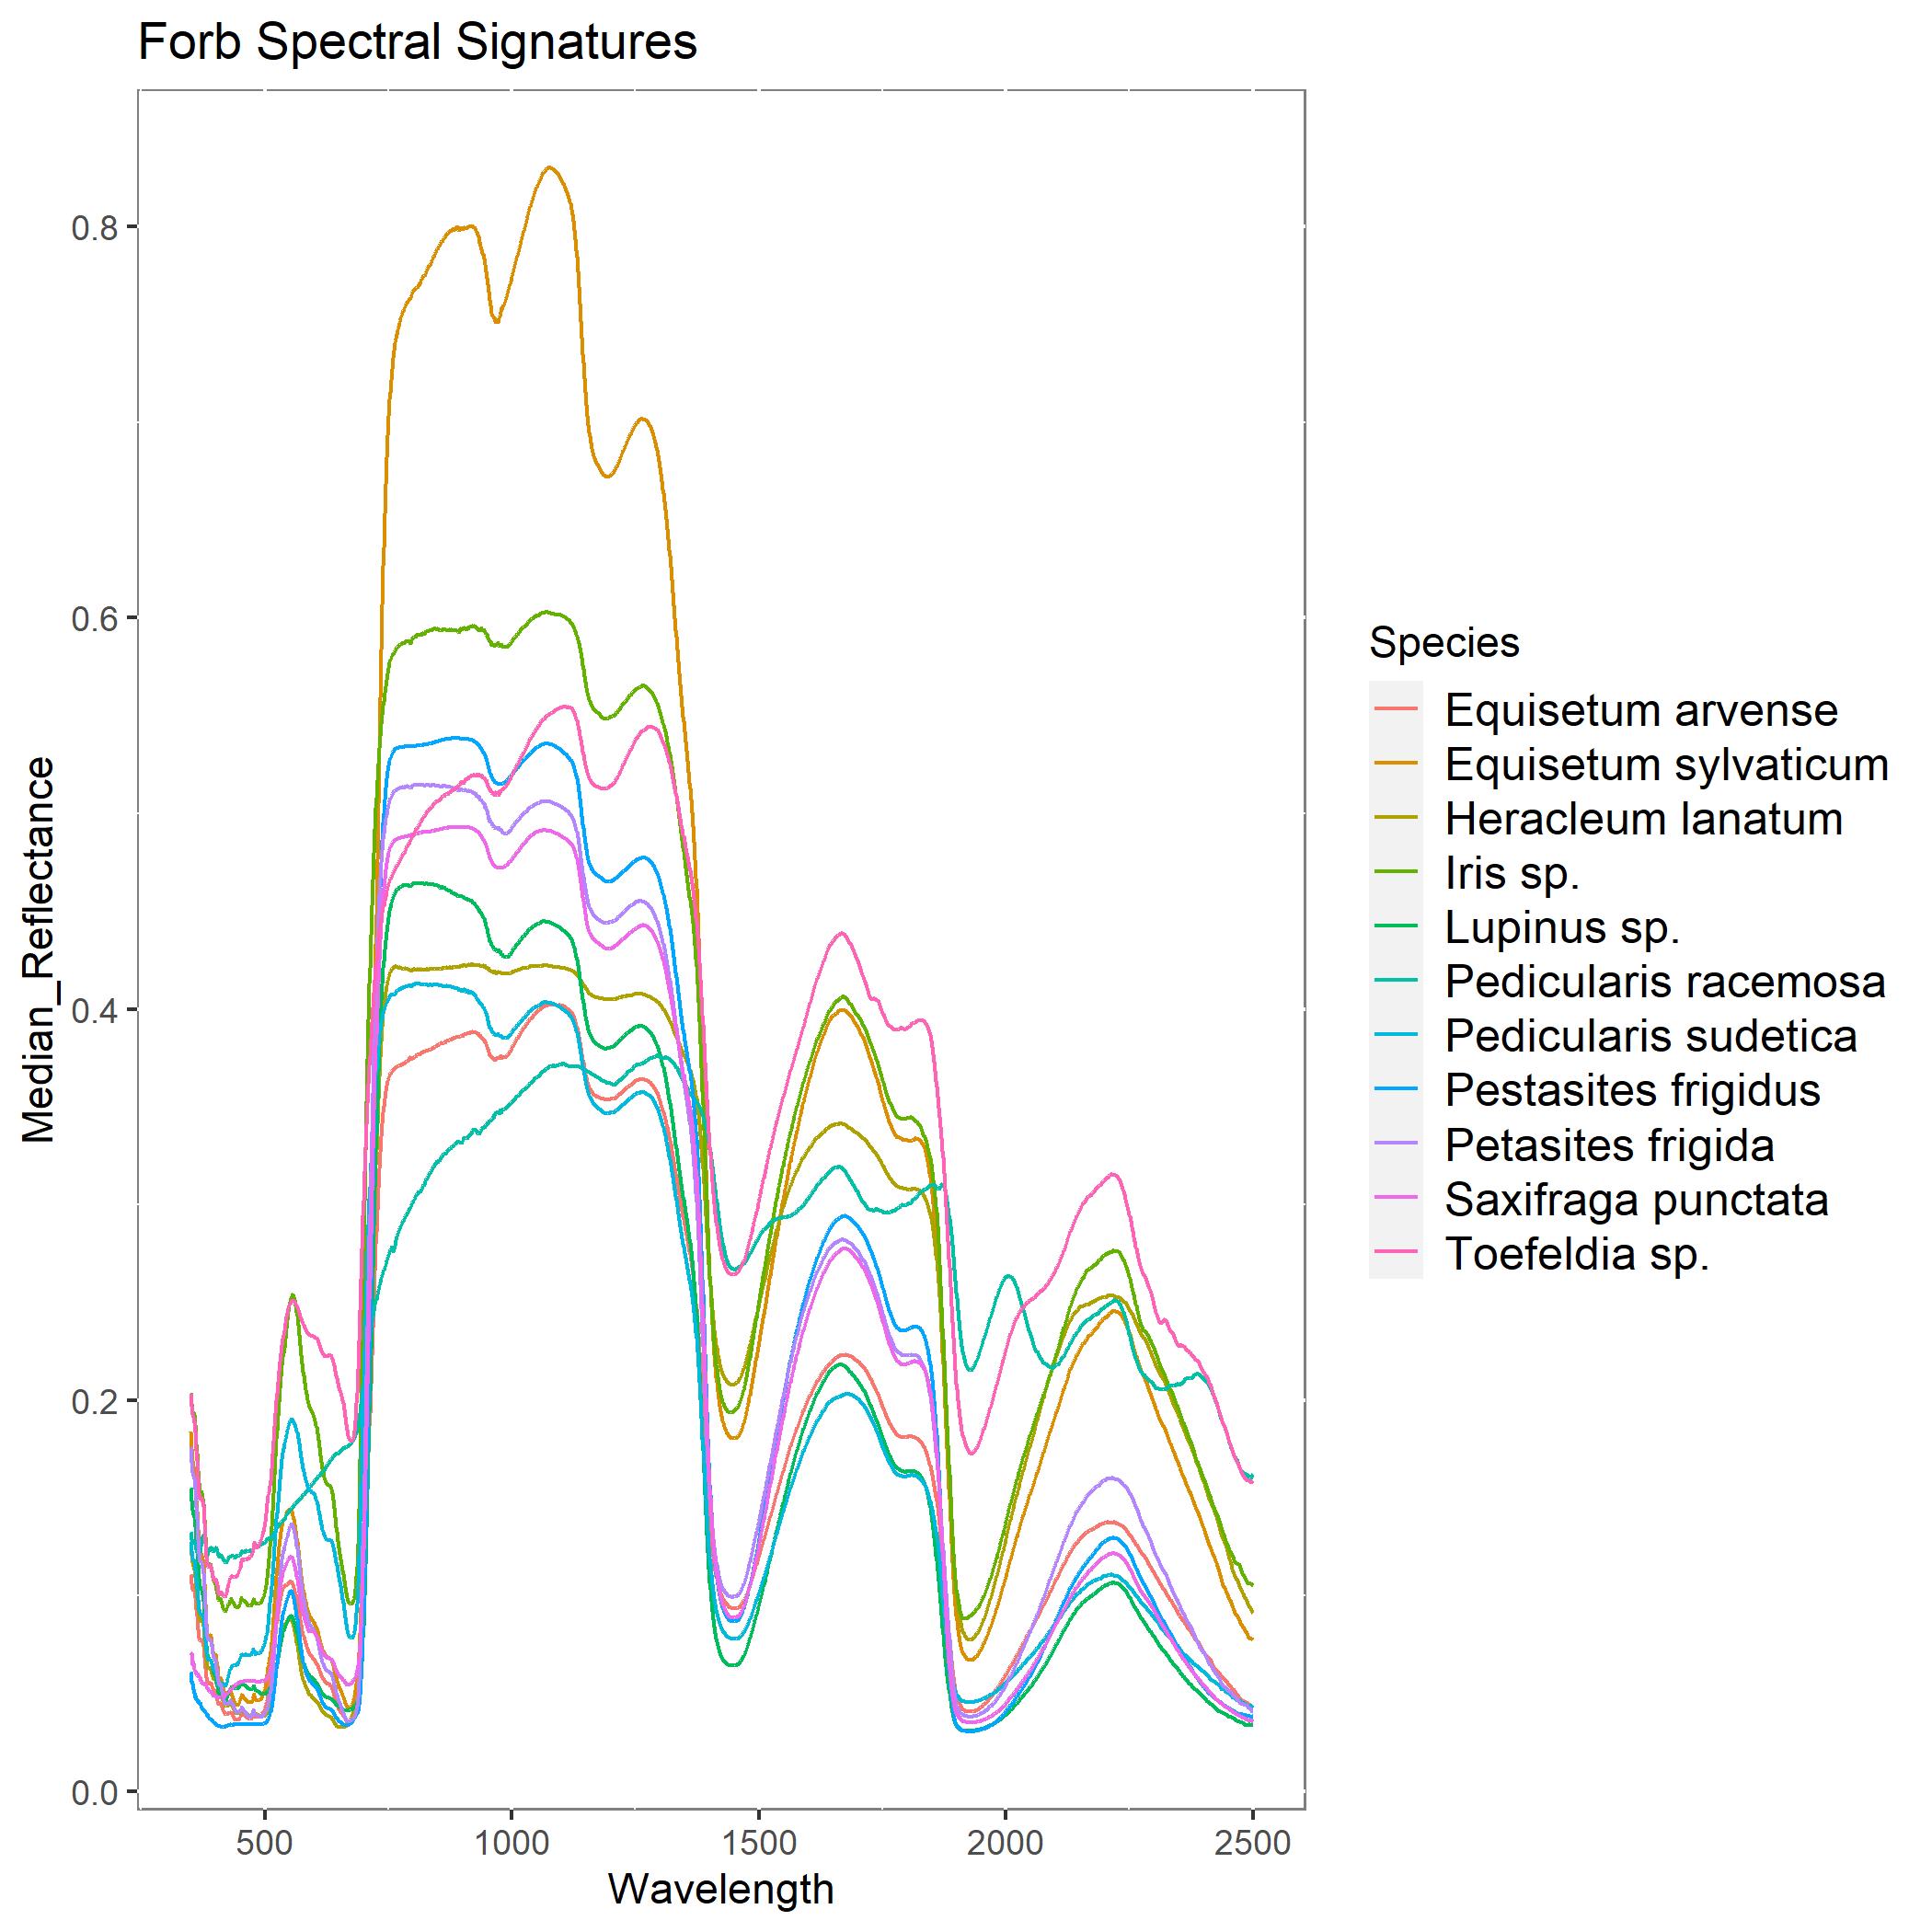 Forb Spectral Signatures
0.8
0.6
0.4
0.2
0.0
Median_Reflectance
500 1000 1500 2000 2500
Wavelength
Species
Equisetum arvense
Equisetum sylvaticum
Heracleum lanatum
Iris sp.
Lupinus sp.
Pedicularis racemosa
Pedicularis sudetica
Pestasites frigidus
Petasites frigida
Saxifraga punctata
Toefeldia sp.